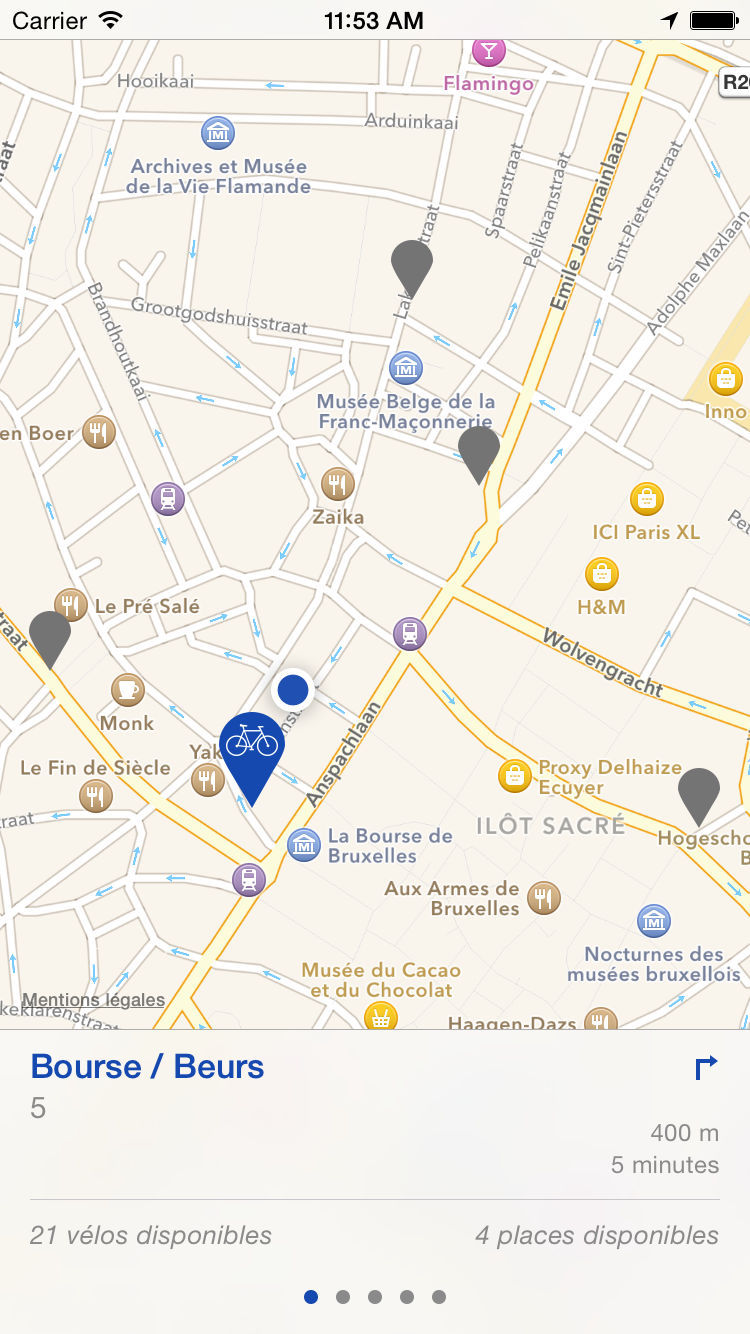 Carrier
11:53 AM
Flamingo
R20
Hooikaai
Arduinkaai
Archives et Musée
de la Vie Flamande
Spaarstraat
Pelikaanstraat
Emile Jacqmainlaan
Sint-Pietersstraat
Adolphe Maxlaan
Brandhoutkaai
Grootgodshuisstraat
Musée Belge de la
Franc-Maçonnerie
Inno
en Boer
Zaika
ICI Paris XL
H&M
Le Pré Salé
Wolvengracht
Monk
Yak
Anspachlaan
Le Fin de Siècle
Proxy Delhaize
Ecuyer
ILÔT SACRÉ
La Bourse de
Bruxelles
Hogescho
B
raat
Aux Armes de
Bruxelles
Nocturnes des
musées bruxellois
Musée du Cacao
et du Chocolat
Mentions légales
Haagen-Dazs
Bourse / Beurs
5
400 m
5 minutes
21 vélos disponibles
4 places disponibles